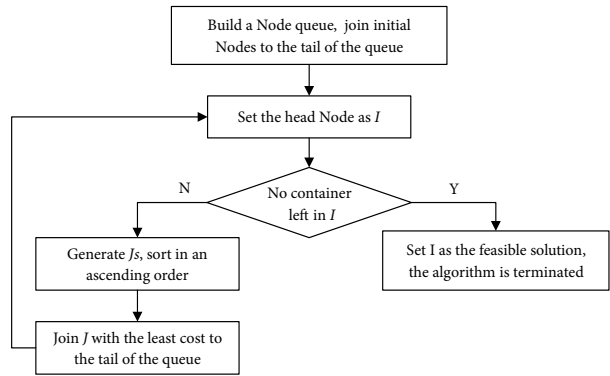 Build a Node queue, join initial
Nodes to the tail of the queue
Set the head Node as I
No container
left in I
N
Y
Generate Js, sort in an
ascending order
Set I as the feasible solution,
the algorithm is terminated
Join J with the least cost to
the tail of the queue